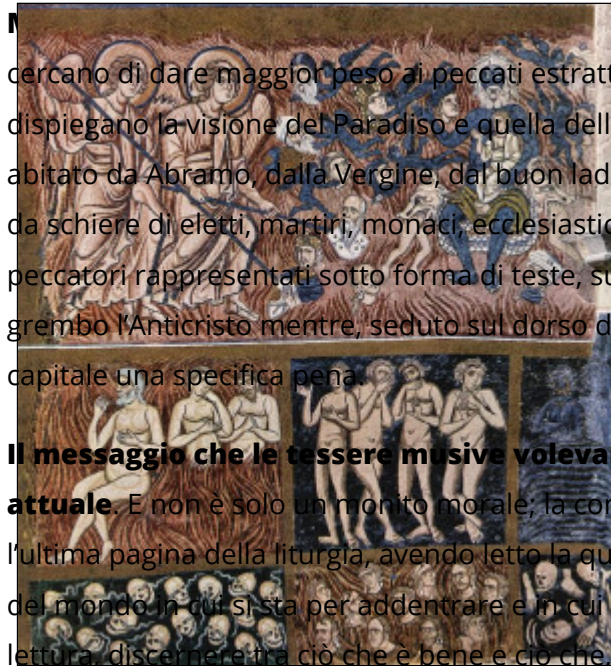 cercano di dare maggior peso ai peccati estratt
dispiegano la visione del Paradiso e quella dell
abitato da Abramo, dalla Vergine, dal buon lad
da schiere di eletti, martiri, monaci, ecclesiastic
peccatori rappresentati sotto forma di teste, su
grembo l'Anticristo mentre, seduto sul dorso d
capitale una specifica pena.
Il messaggio che le tessere musive voleva
attuale. E non è solo un monito morale; la con
l'ultima pagina della liturgia, avendo letto la qu
del mondo in cui si sta per addentrare e in cui
lettura, discernere tra ciò che è bene e ciò che